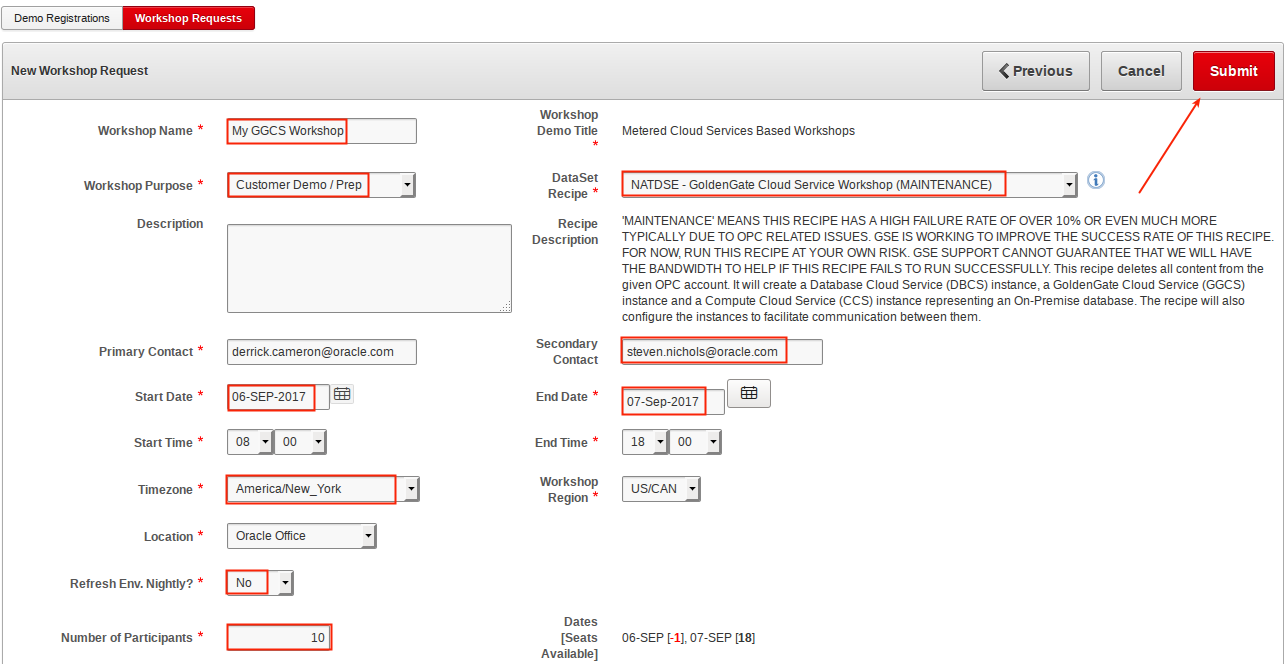 Demo Registrations
Workshop Requests
New Workshop Request
Previous
Cancel
Submit
Workshop Name *
My GGCS Workshop
Workshop
Demo Title
*
Metered Cloud Services Based Workshops
Workshop Purpose *
Customer Demo / Prep
DataSet
Recipe *
NATDSE - GoldenGate Cloud Service Workshop (MAINTENANCE)
Description
Recipe
Description
'MAINTENANCE' MEANS THIS RECIPE HAS A HIGH FAILURE RATE OF OVER 10% OR EVEN MUCH MORE
TYPICALLY DUE TO OPC RELATED ISSUES. GSE IS WORKING TO IMPROVE THE SUCCESS RATE OF THIS RECIPE.
FOR NOW, RUN THIS RECIPE AT YOUR OWN RISK. GSE SUPPORT CANNOT GUARANTEE THAT WE WILL HAVE
THE BANDWIDTH TO HELP IF THIS RECIPE FAILS TO RUN SUCCESSFULLY. This recipe deletes all content from the
given OPC account. It will create a Database Cloud Service (DBCS) instance, a GoldenGate Cloud Service (GGCS)
instance and a Compute Cloud Service (CCS) instance representing an On-Premise database. The recipe will also
configure the instances to facilitate communication between them.
Primary Contact *
derrick.cameron@oracle.com
Secondary
Contact
steven.nichols@oracle.com
Start Date *
06-SEP-2017
End Date *
07-Sep-2017
Start Time *
08
00
End Time *
18
00
Timezone *
America/New_York
Workshop
Region *
US/CAN
Location *
Oracle Office
Refresh Env. Nightly? *
No
Number of Participants *
10
Dates
[Seats
Available]
06-SEP [-1], 07-SEP [18]